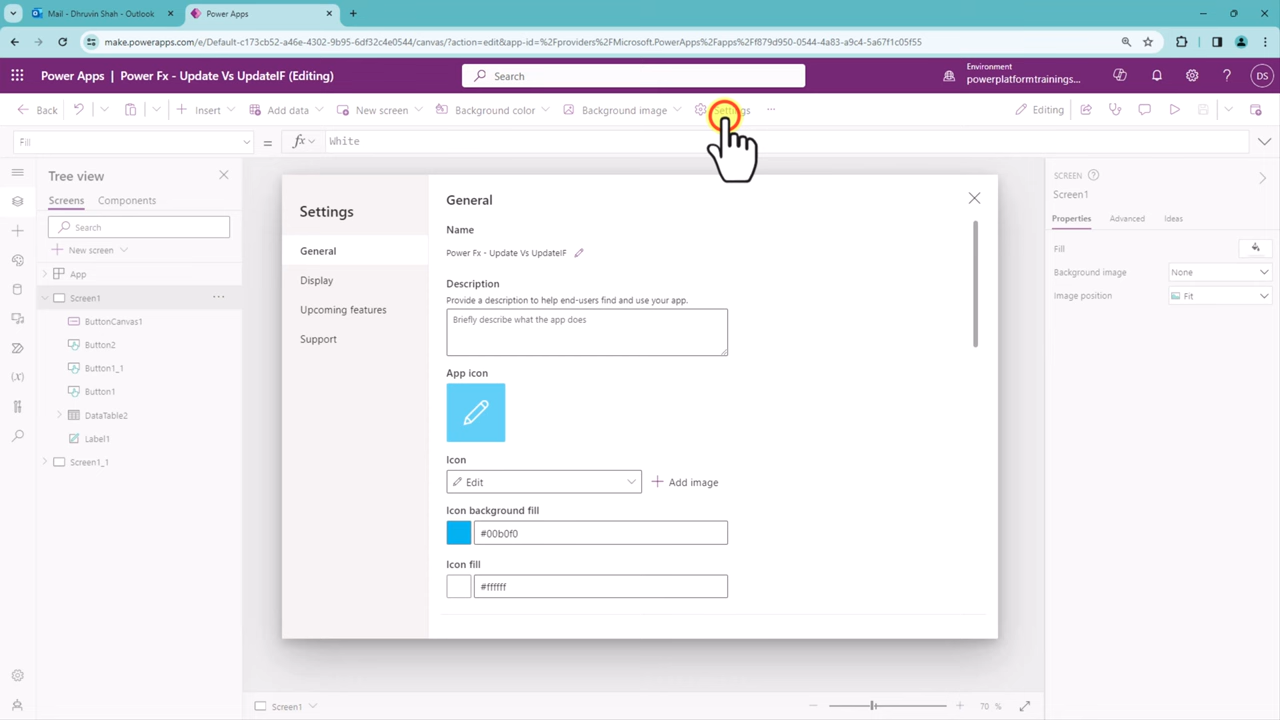 Mail - Dhruvin Shah - Outlook
Power Apps
make.powerapps.com/e/Default-c173cb52-a46e-4302-9b95-6df32c4e0544/canvas/?action=edit&app-id=%2Fproviders%2FMicrosoft.PowerApps%2Fapps%2Ff879d950-0544-4a83-a9c4-5a67f1c05f55
Power Apps | Power Fx - Update Vs UpdateIF (Editing)
Search
Environment
powerplatformtrainings...
DS
Back
Insert
Add data
New screen
Background color
Background image
Settings
Editing
Fill
=
fx
White
Tree view
Screens
Components
Search
New screen
App
Screen1
ButtonCanvas1
Button2
Button1_1
Button1
DataTable2
Label1
Screen1_1
Settings
General
Display
Upcoming features
Support
General
Name
Power Fx - Update Vs UpdateIF
Description
Provide a description to help end-users find and use your app.
Briefly describe what the app does
App icon
Icon
Edit
Add image
Icon background fill
#00b0f0
Icon fill
#ffffff
SCREEN
Screen1
Properties
Advanced
Ideas
Fill
Background image
None
Image position
Fit
Screen1
70 %